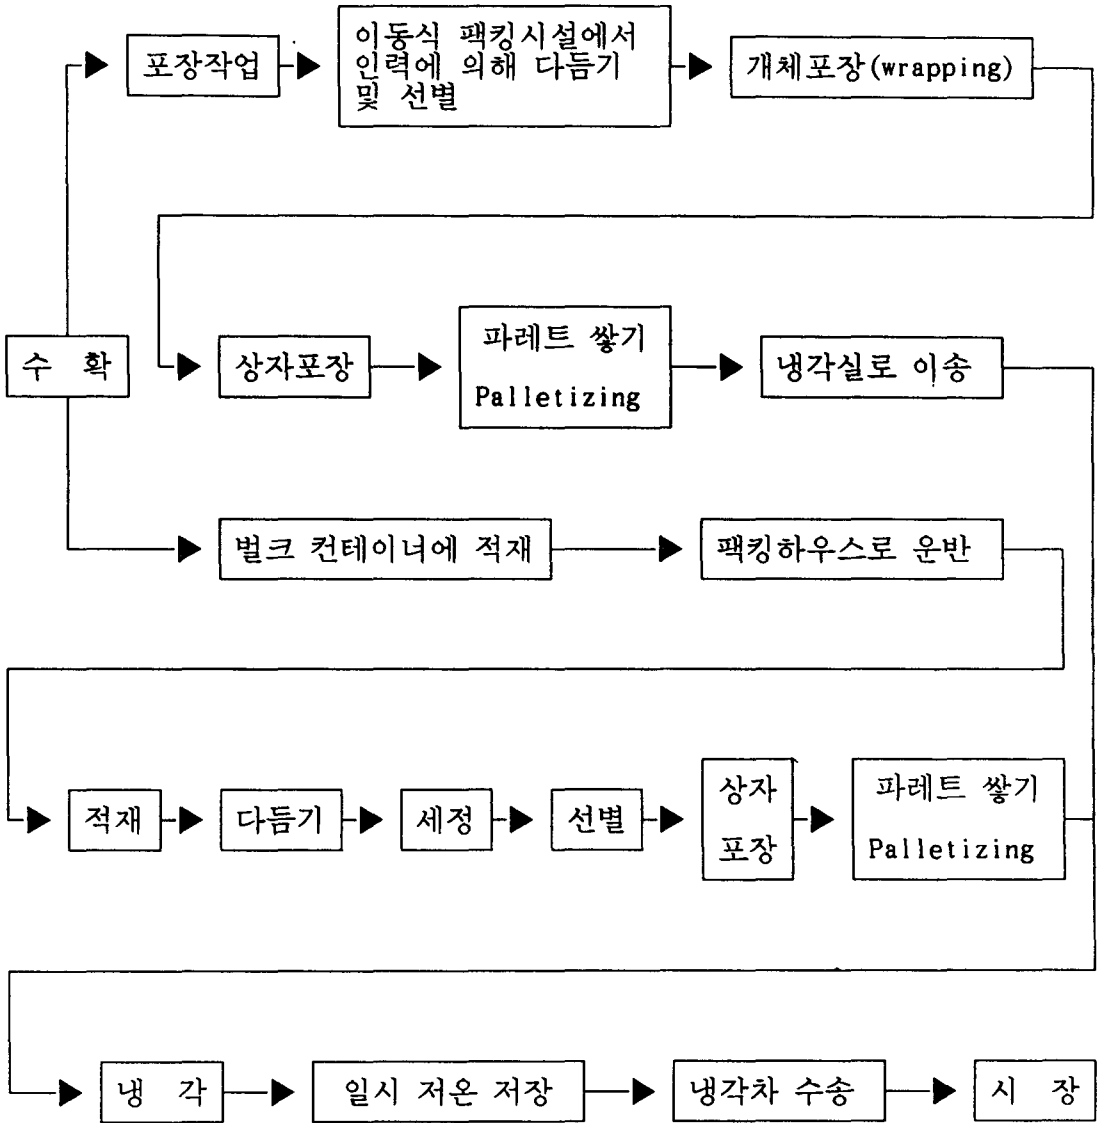 포장작업
이동식 팩킹시설에서
인력에 의해 다듬기
및 선별
개체포장(wrapping)
수 확
상자포장
파레트 쌓기
Palletizing
냉각실로 이송
벌크 컨테이너에 적재
팩킹하우스로 운반
적재
다듬기
세정
선별
상자
포장
파레트 쌓기
Palletizing
냉 각
일시 저온 저장
냉각차 수송
시 장